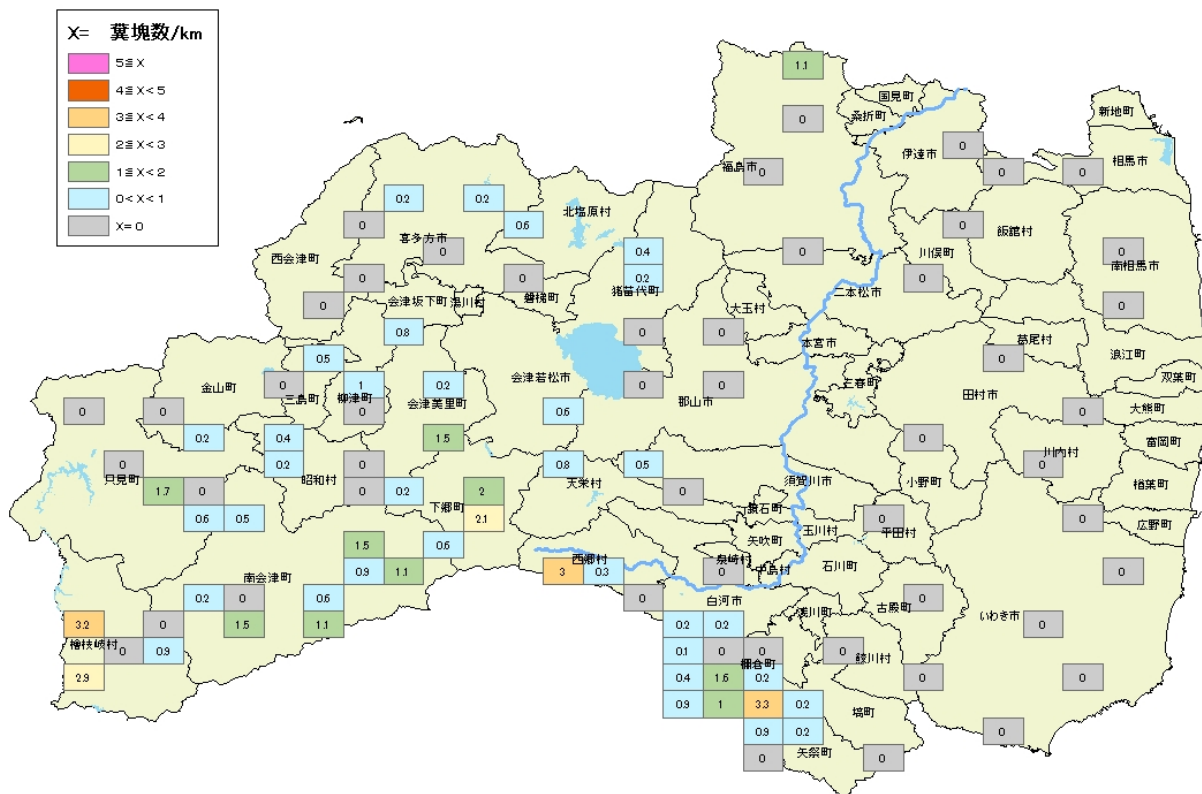 X= 糞塊数/km
5≦X
4≦X<5
3≦X<4
2≦X<3
1≦X<2
0<X<1
X=0
1.1
国見町
桑折町
新地町
0
伊達市
0
相馬市
福島市
0
0
0
0.2
0.2
北塩原村
0
0.6
喜多方市
0
飯舘村
西会津町
0
0.4
0
川俣町
0
南相馬市
0
0
0.2
0
二本松市
会津坂下町
湯川村
磐梯町
猪苗代町
0
大玉村
0
0.8
0
0
葛尾村
本宮市
0.5
0
浪江町
金山町
0
三島町
1
柳津町
0.2
会津若松市
0
0
三春町
双葉町
田村市
会津美里町
郡山市
0
0
0
0.6
0
大熊町
0.2
0.4
1.5
0
富岡町
川内村
0
0.2
0
0.8
0.5
0
只見町
昭和村
天栄村
須賀川市
小野町
楢葉町
1.7
0
0
0.2
2
0
下郷町
鏡石町
0.6
0.5
2.1
0
0
広野町
玉川村
平田村
1.5
0.6
矢吹町
西郷村
泉崎村
石川町
0.9
1.1
3
0.3
0
中島村
0
南会津町
0.2
0
0.6
0
白河市
浅川町
古殿町
0
いわき市
3.2
0
1.5
1.1
0.2
0.2
0
檜枝岐村
0
0.9
0.1
0
0
0
鮫川村
棚倉町
2.9
0.4
1.6
0.2
0
0
0.9
1
3.3
0.2
塙町
0.9
0.2
0
0
矢祭町
0